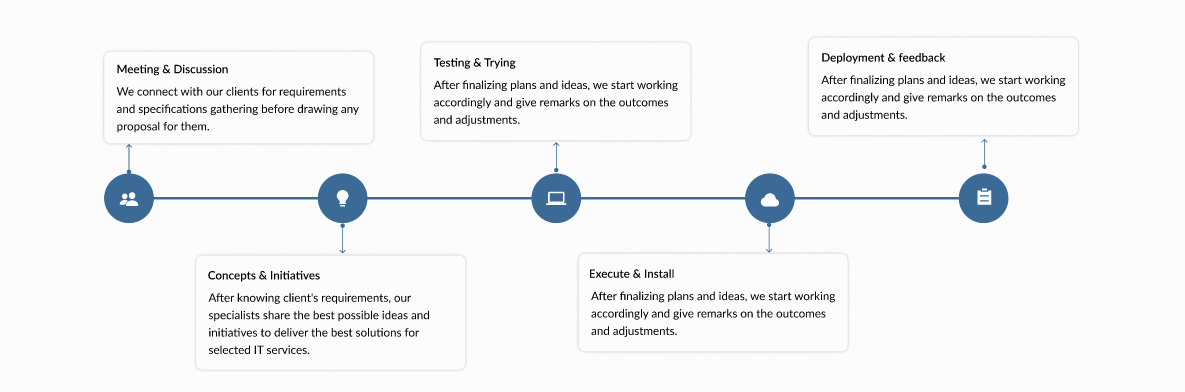 Meeting & Discussion
We connect with our clients for requirements
and specifications gathering before drawing any
proposal for them.
Concepts & Initiatives
After knowing client's requirements, our
specialists share the best possible ideas and
initiatives to deliver the best solutions for
selected IT services.
Testing & Trying
After finalizing plans and ideas, we start working
accordingly and give remarks on the outcomes
and adjustments.
Execute & Install
After finalizing plans and ideas, we start working
accordingly and give remarks on the outcomes
and adjustments.
Deployment & feedback
After finalizing plans and ideas, we start working
accordingly and give remarks on the outcomes
and adjustments.